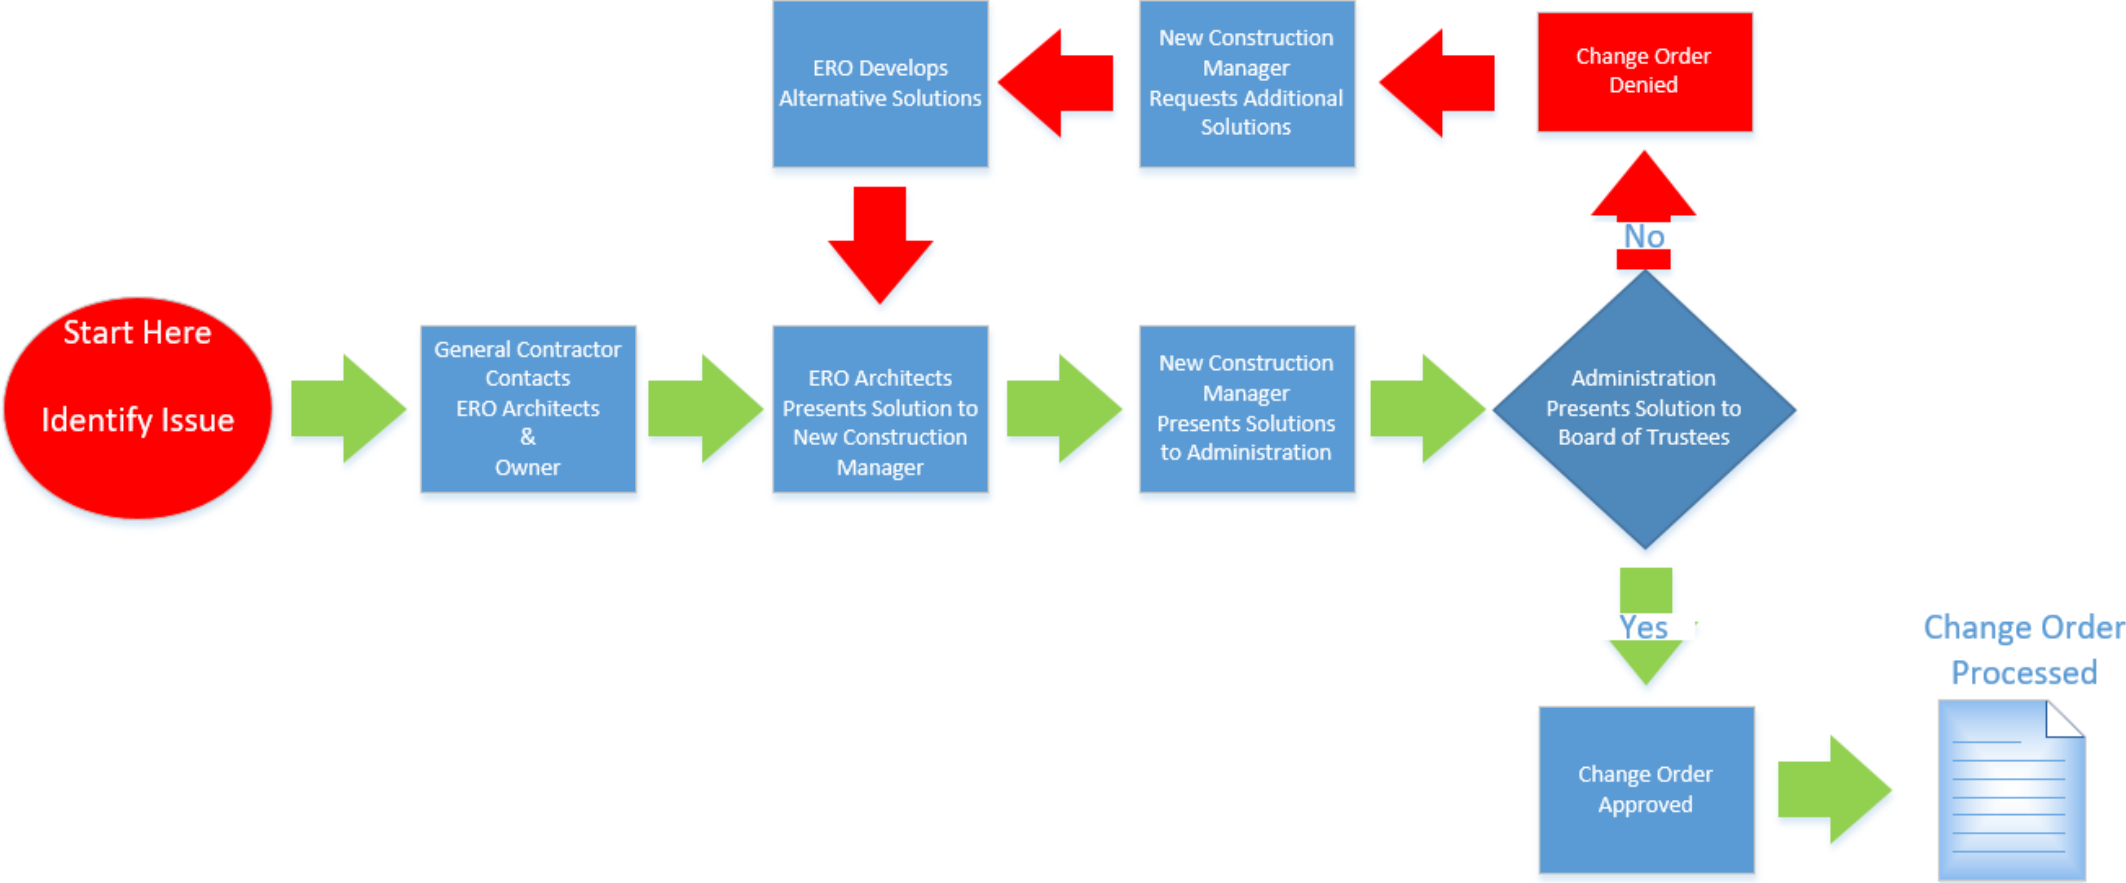 ERO Develops
Alternative Solutions
New Construction
Manager
Requests Additional
Solutions
Change Order
Denied
No
Start Here
Identify Issue
General Contractor
Contacts
ERO Architects
&
Owner
ERO Architects
Presents Solution to
New Construction
Manager
New Construction
Manager
Presents Solutions
to Administration
Administration
Presents Solution to
Board of Trustees
Yes
Change Order
Approved
Change Order
Processed